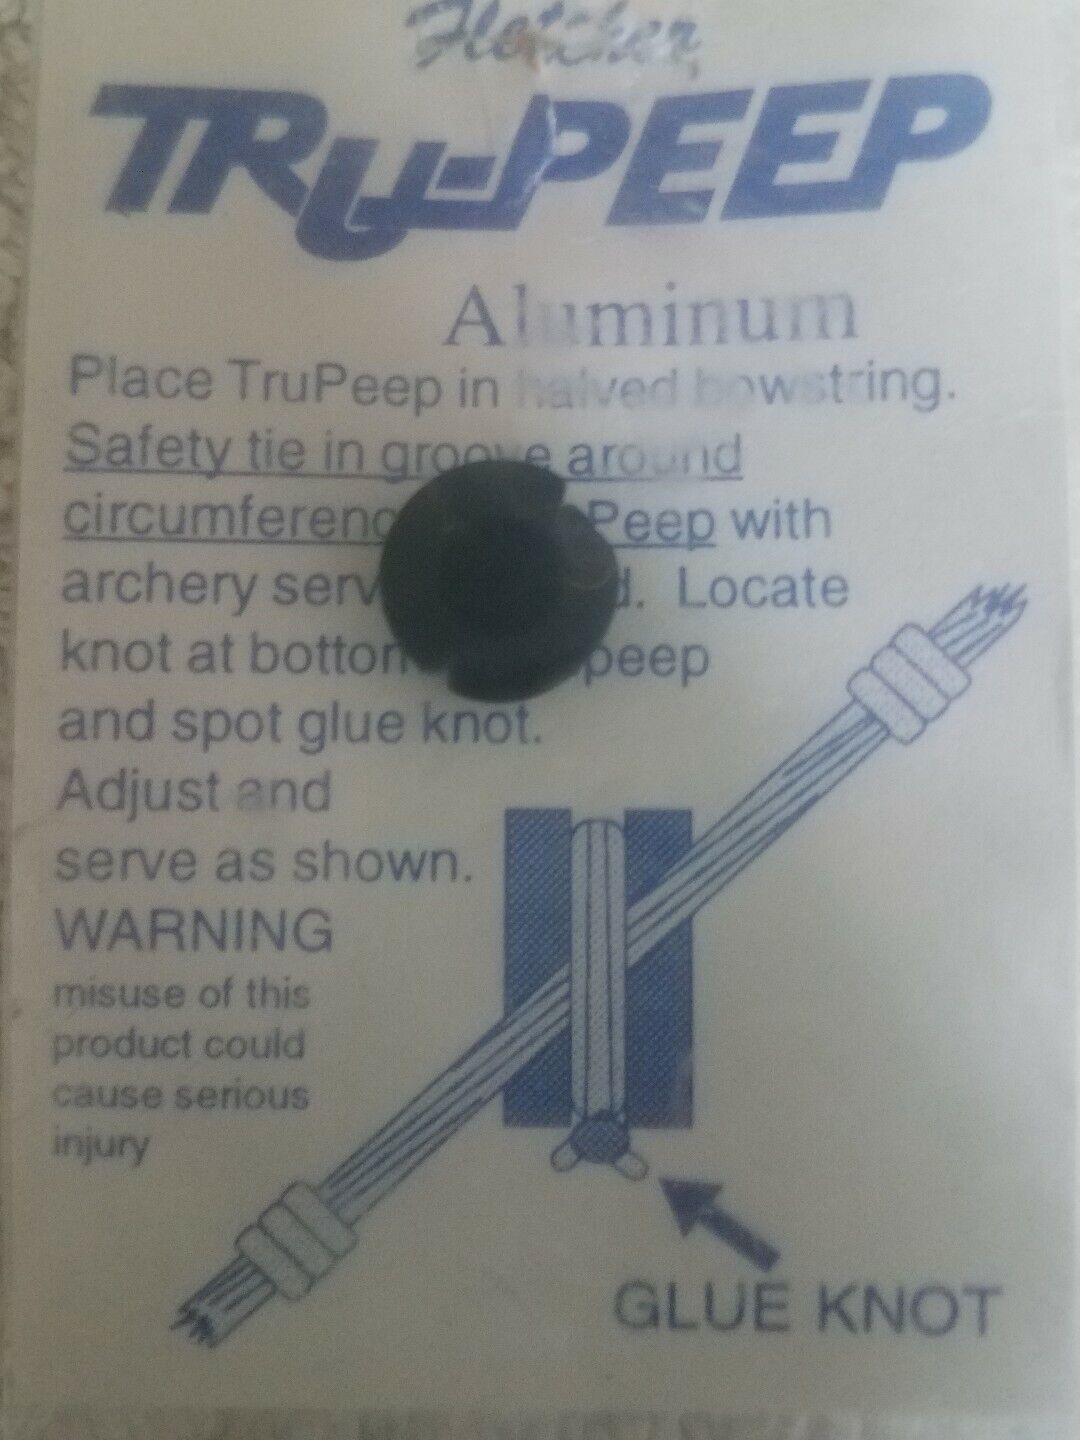 Fletcher
TRU-PEEP
Aluminum
Place TruPeep in halved bowstring.
Safety tie in groove around
circumferenc Peep with
archery serv d. Locate
knot at bottom peep
and spot glue knot.
Adjust and
serve as shown.
WARNING
misuse of this
product could
cause serious
injury
GLUE KNOT